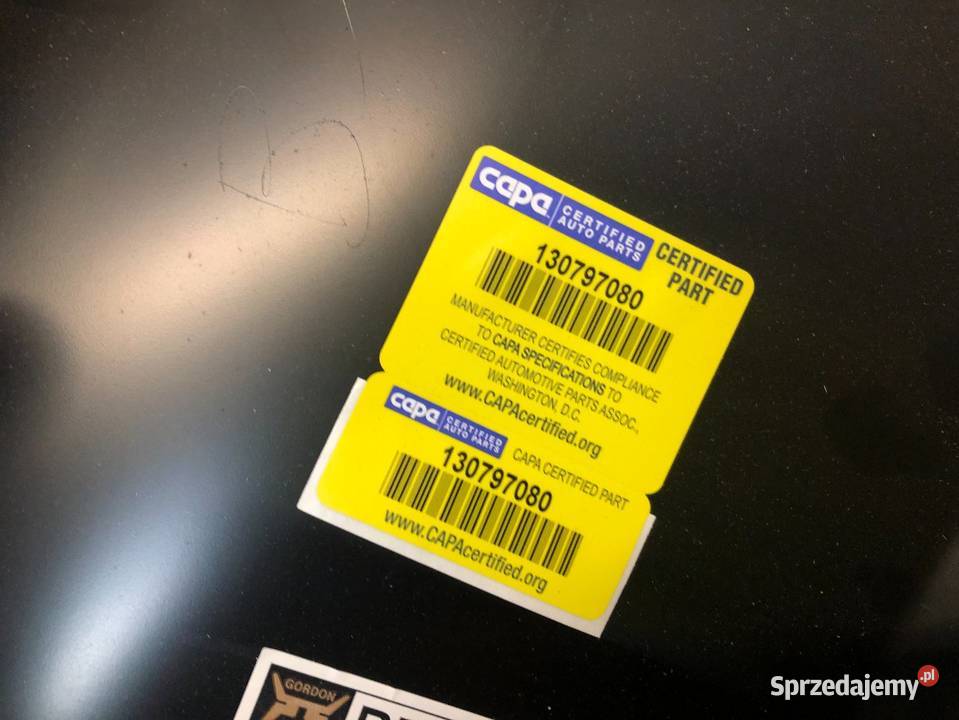 capa CERTIFIED AUTO PARTS
CERTIFIED PART
130797080
MANUFACTURER CERTIFIES COMPLIANCE
TO CAPA SPECIFICATIONS TO
CERTIFIED AUTOMOTIVE PARTS ASSOC.,
WASHINGTON, D.C.
www.CAPAcertified.org
capa CERTIFIED AUTO PARTS
CAPA CERTIFIED PART
130797080
www.CAPAcertified.org
GORDON
Sprzedajemy.pl